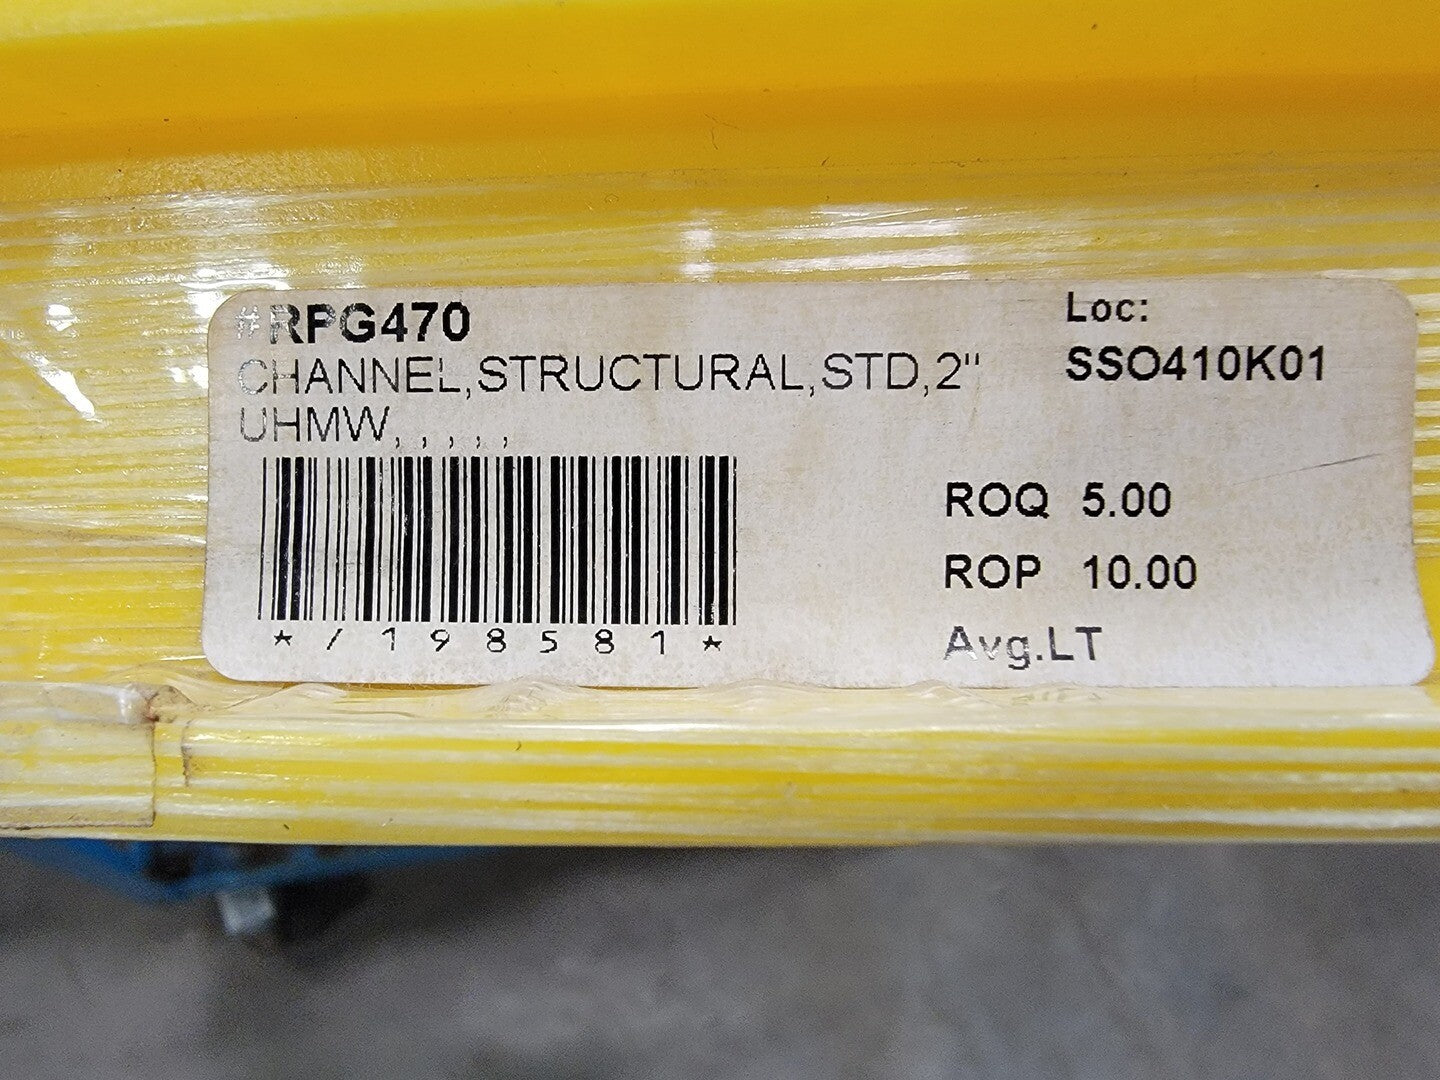 #RPG470
CHANNEL,STRUCTURAL,STD,2"
UHMW, , , , ,
*/198581*
Loc:
SSO410K01
ROQ 5.00
ROP 10.00
Avg.LT